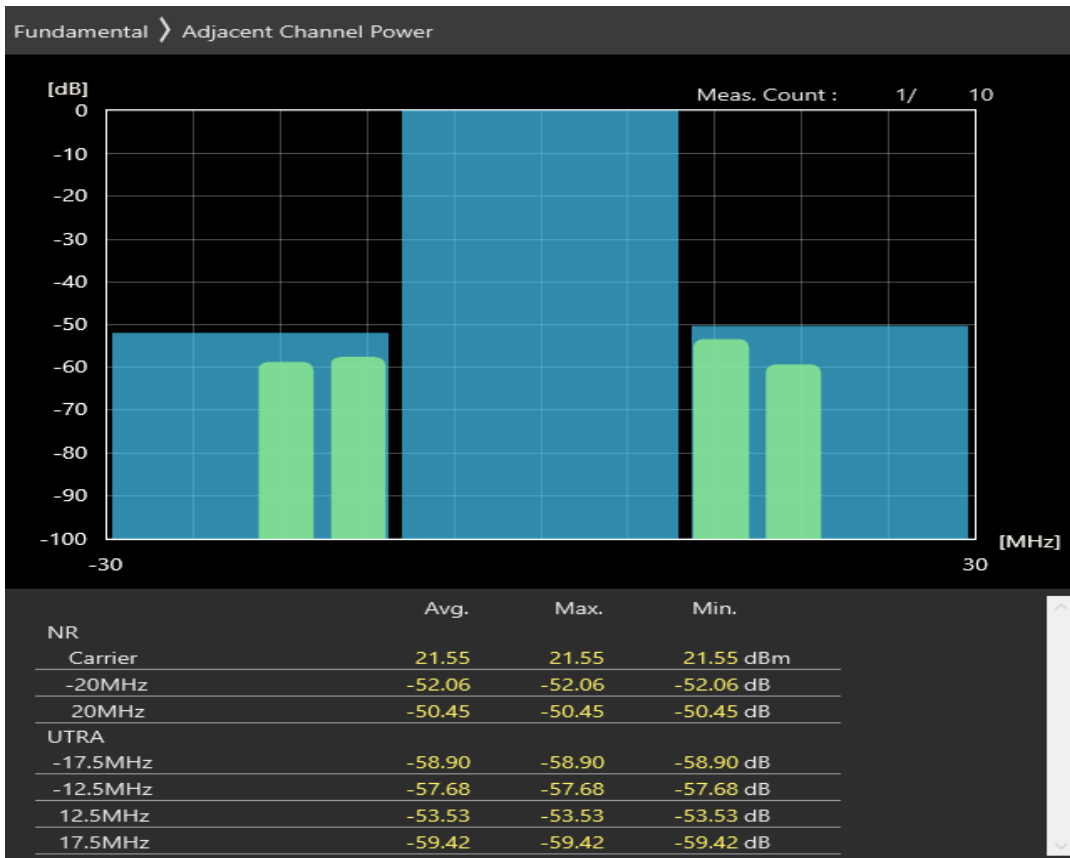 Fundamental 〉 Adjacent Channel Power
[dB]
Meas. Count : 1/ 10
0
-10
-20
-30
-40
-50
-60
-70
-80
-90
-100
[MHz]
-30 30
Avg. Max. Min.
NR
Carrier 21.55 21.55 21.55 dBm
-20MHz -52.06 -52.06 -52.06 dB
20MHz -50.45 -50.45 -50.45 dB
UTRA
-17.5MHz -58.90 -58.90 -58.90 dB
-12.5MHz -57.68 -57.68 -57.68 dB
12.5MHz -53.53 -53.53 -53.53 dB
17.5MHz -59.42 -59.42 -59.42 dB